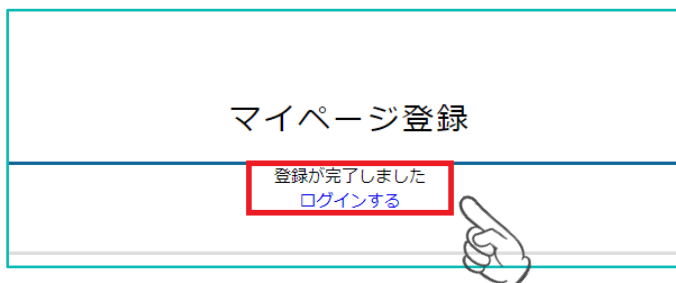 マイページ登録
登録が完了しました
ログインする